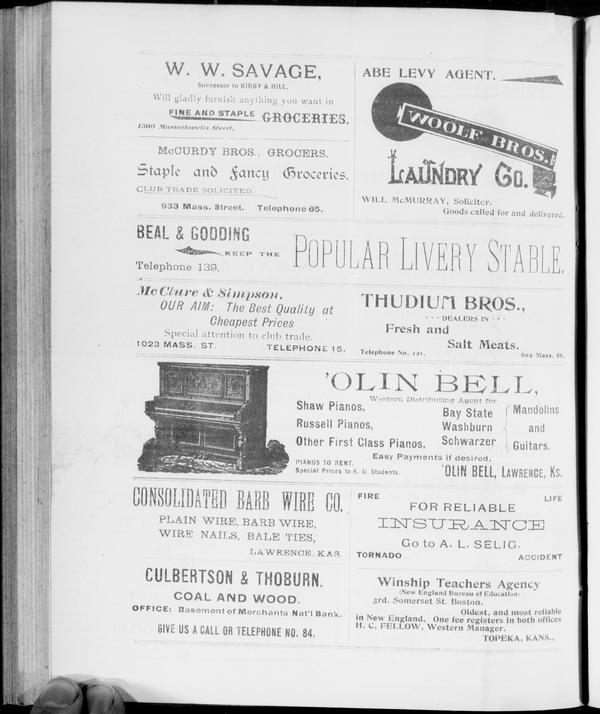 W. W. SAVAGE,
Successor to KIRBY & HILL,
Will gladly furnish anything you want in
FINE AND STAPLE GROCERIES.
1300 Massachusetts Street.
McCURDY BROS., GROCERS.
Staple and Fancy Groceries.
CLUB TRADE SOLICITED.
933 Mass. Street. Telephone 65.
ABE LEVY AGENT.
WOOLF BROS.
LAUNDRY CO.
WILL McMURRAY, Solicitor.
Goods called for and delivered.
BEAL & GODDING
KEEP THE
Telephone 139.
POPULAR LIVERY STABLE.
McClure & Simpson.
OUR AIM: The Best Quality at
Cheapest Prices
Special attention to club trade.
1023 MASS. ST. TELEPHONE 15.
THUDIUM BROS.,
··· DEALERS IN ···
Fresh and
Salt Meats.
Telephone No. 121. 802 Mass. St.
'OLIN BELL,
Western Distributing Agent for
Shaw Pianos,
Russell Pianos,
Other First Class Pianos.
Bay State
Washburn
Schwarzer
Mandolins
and
Guitars.
Easy Payments if desired.
PIANOS TO RENT.
Special Prices to K. U. Students.
'OLIN BELL, LAWRENCE, KS.
CONSOLIDATED BARB WIRE CO.
PLAIN WIRE, BARB WIRE,
WIRE NAILS, BALE TIES,
LAWRENCE, KAS.
FIRE LIFE
FOR RELIABLE
INSURANCE
Go to A. L. SELIG.
TORNADO ACCIDENT
CULBERTSON & THOBURN.
COAL AND WOOD.
OFFICE: Basement of Merchants Nat'l Bank.
GIVE US A CALL OR TELEPHONE NO. 84.
Winship Teachers Agency
(New England Bureau of Education)
3rd. Somerset St. Boston.
Oldest, and most reliable
in New England. One fee registers in both offices
H. C. FELLOW, Western Manager.
TOPEKA, KANS.,